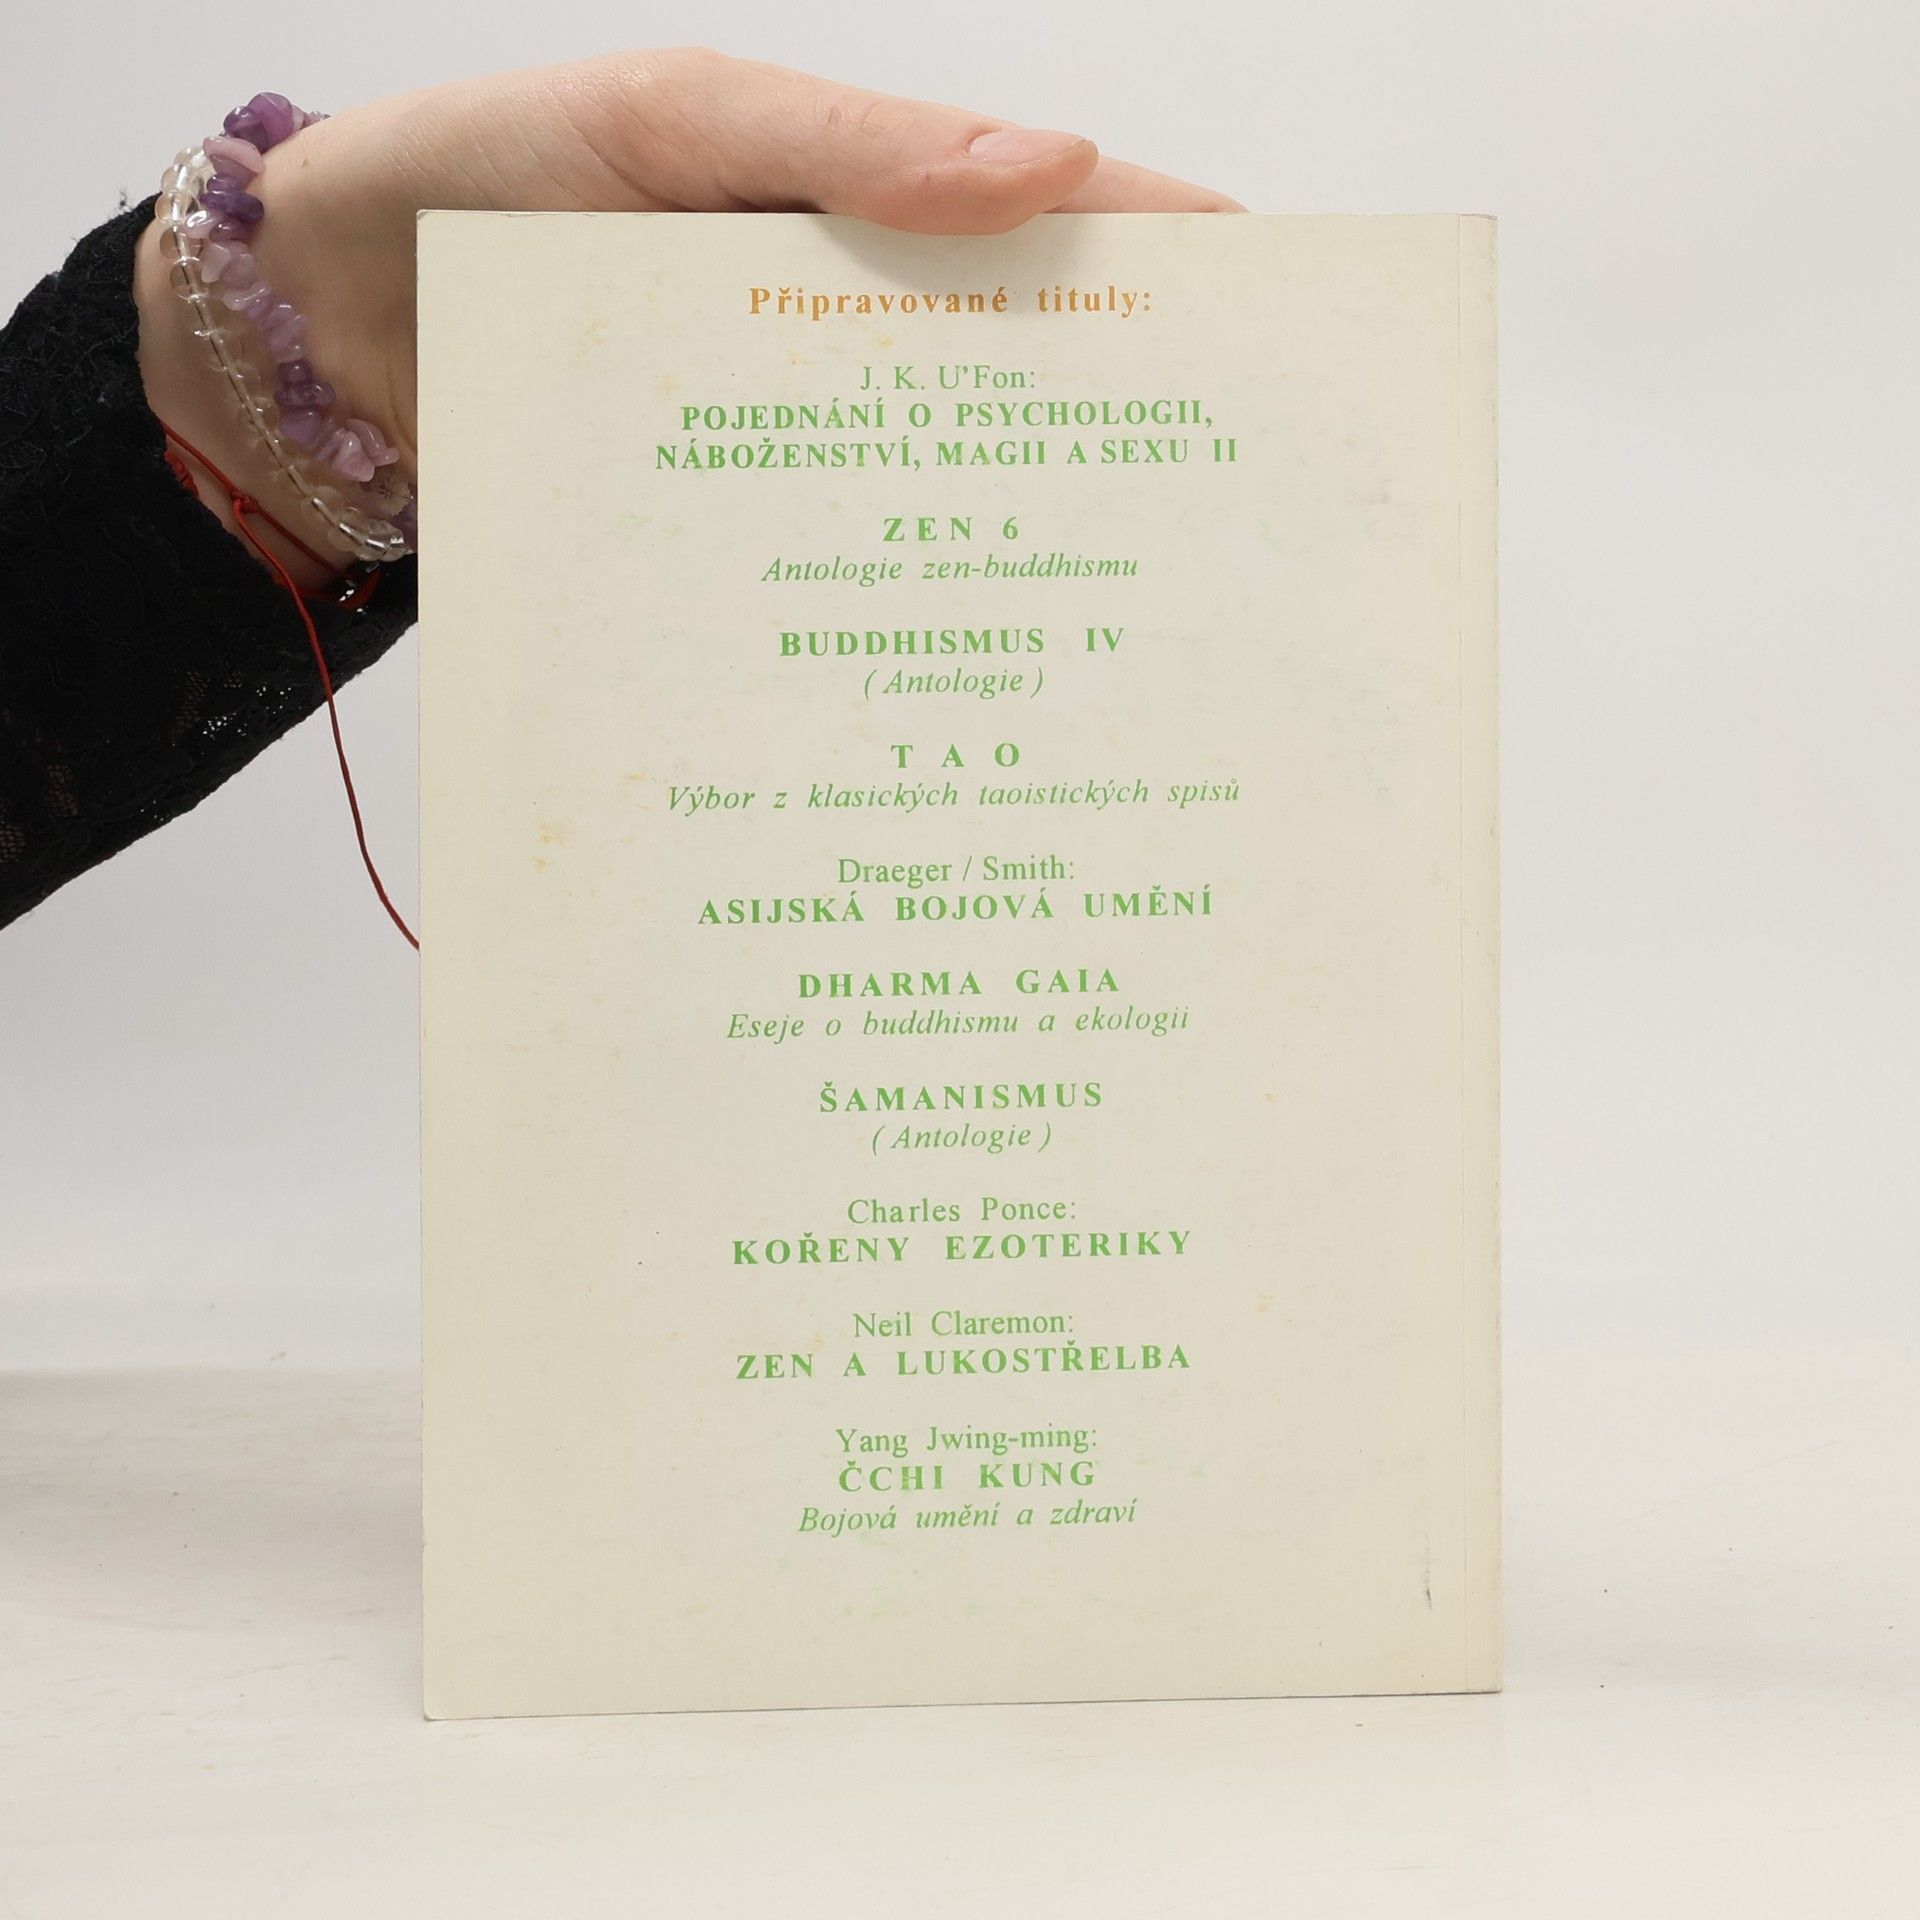 Připravované tituly:
J. K. U'Fon:
POJEDNÁNÍ O PSYCHOLOGII,
NÁBOŽENSTVÍ, MAGII A SEXU II
ZEN 6
Antologie zen-buddhismu
BUDDHISMUS IV
( Antologie )
T A O
Výbor z klasických taoistických spisů
Draeger / Smith:
ASIJSKÁ BOJOVÁ UMĚNÍ
DHARMA GAIA
Eseje o buddhismu a ekologii
ŠAMANISMUS
( Antologie )
Charles Ponce:
KOŘENY EZOTERIKY
Neil Claremon:
ZEN A LUKOSTŘELBA
Yang Jwing-ming:
ČCHI KUNG
Bojová umění a zdraví